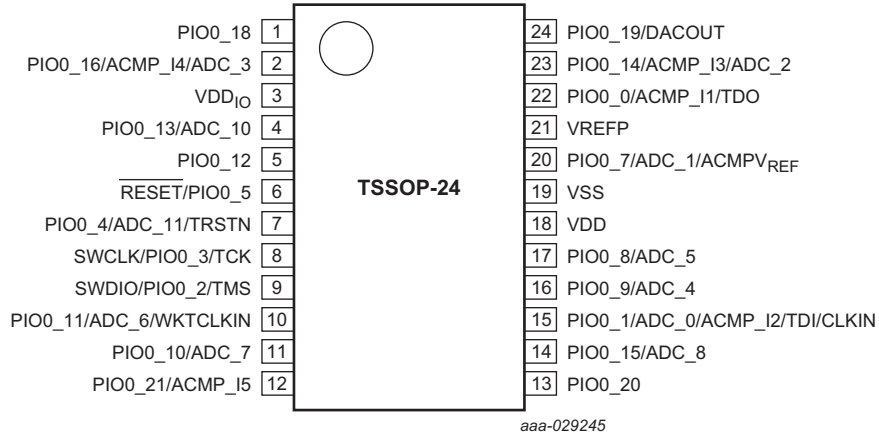 PIO0_18 1
PIO0_16/ACMP_I4/ADC_3 2
VDDIO 3
PIO0_13/ADC_10 4
PIO0_12 5
RESET/PIO0_5 6
PIO0_4/ADC_11/TRSTN 7
SWCLK/PIO0_3/TCK 8
SWDIO/PIO0_2/TMS 9
PIO0_11/ADC_6/WKTCLKIN 10
PIO0_10/ADC_7 11
PIO0_21/ACMP_I5 12
TSSOP-24
24 PIO0_19/DACOUT
23 PIO0_14/ACMP_I3/ADC_2
22 PIO0_0/ACMP_I1/TDO
21 VREFP
20 PIO0_7/ADC_1/ACMPVREF
19 VSS
18 VDD
17 PIO0_8/ADC_5
16 PIO0_9/ADC_4
15 PIO0_1/ADC_0/ACMP_I2/TDI/CLKIN
14 PIO0_15/ADC_8
13 PIO0_20
aaa-029245